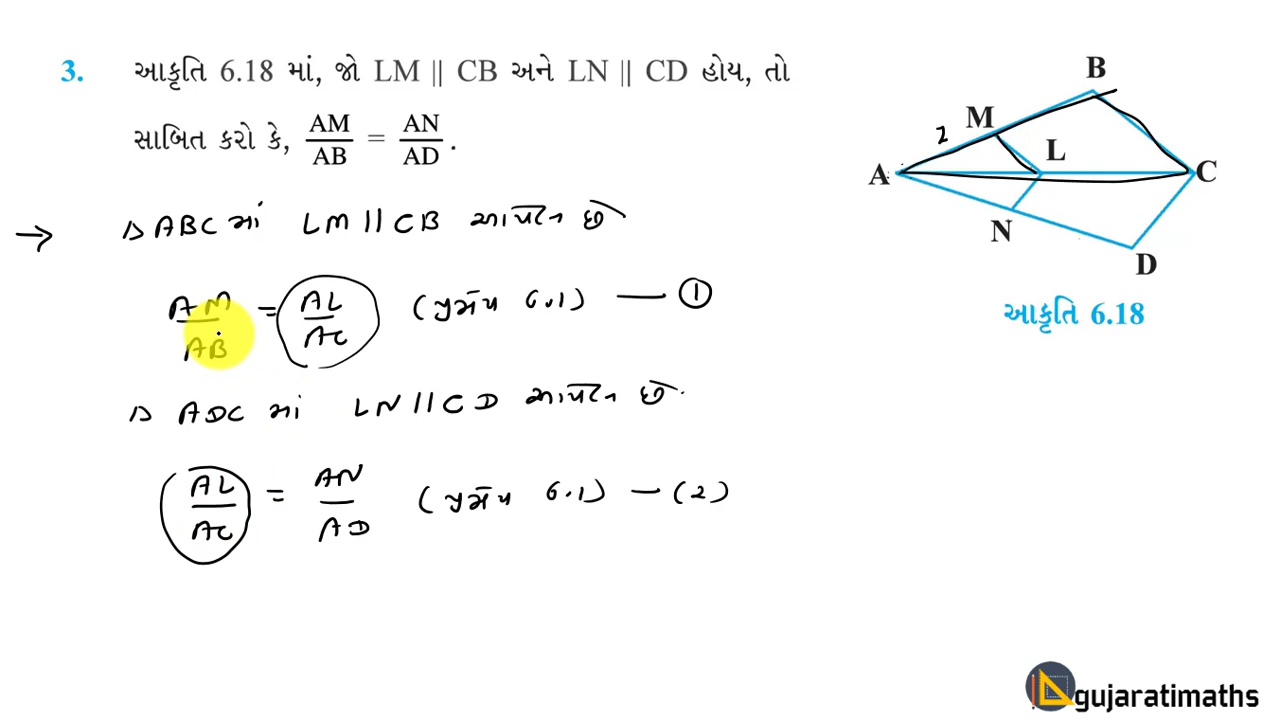 3. આકૃતિ 6.18 માં, જો LM || CB અને LN || CD હોય, તો
સાબિત કરો કે, AM/AB = AN/AD.
→ Δ ABC માં LM || CB આપેલ છે
AM/AB = AL/AC (પ્રમેય 6.1) — ①
Δ ADC માં LN || CD આપેલ છે.
AL/AC = AN/AD (પ્રમેય 6.1) — (2)
B
M
L
A
C
N
D
આકૃતિ 6.18
gujaratimaths